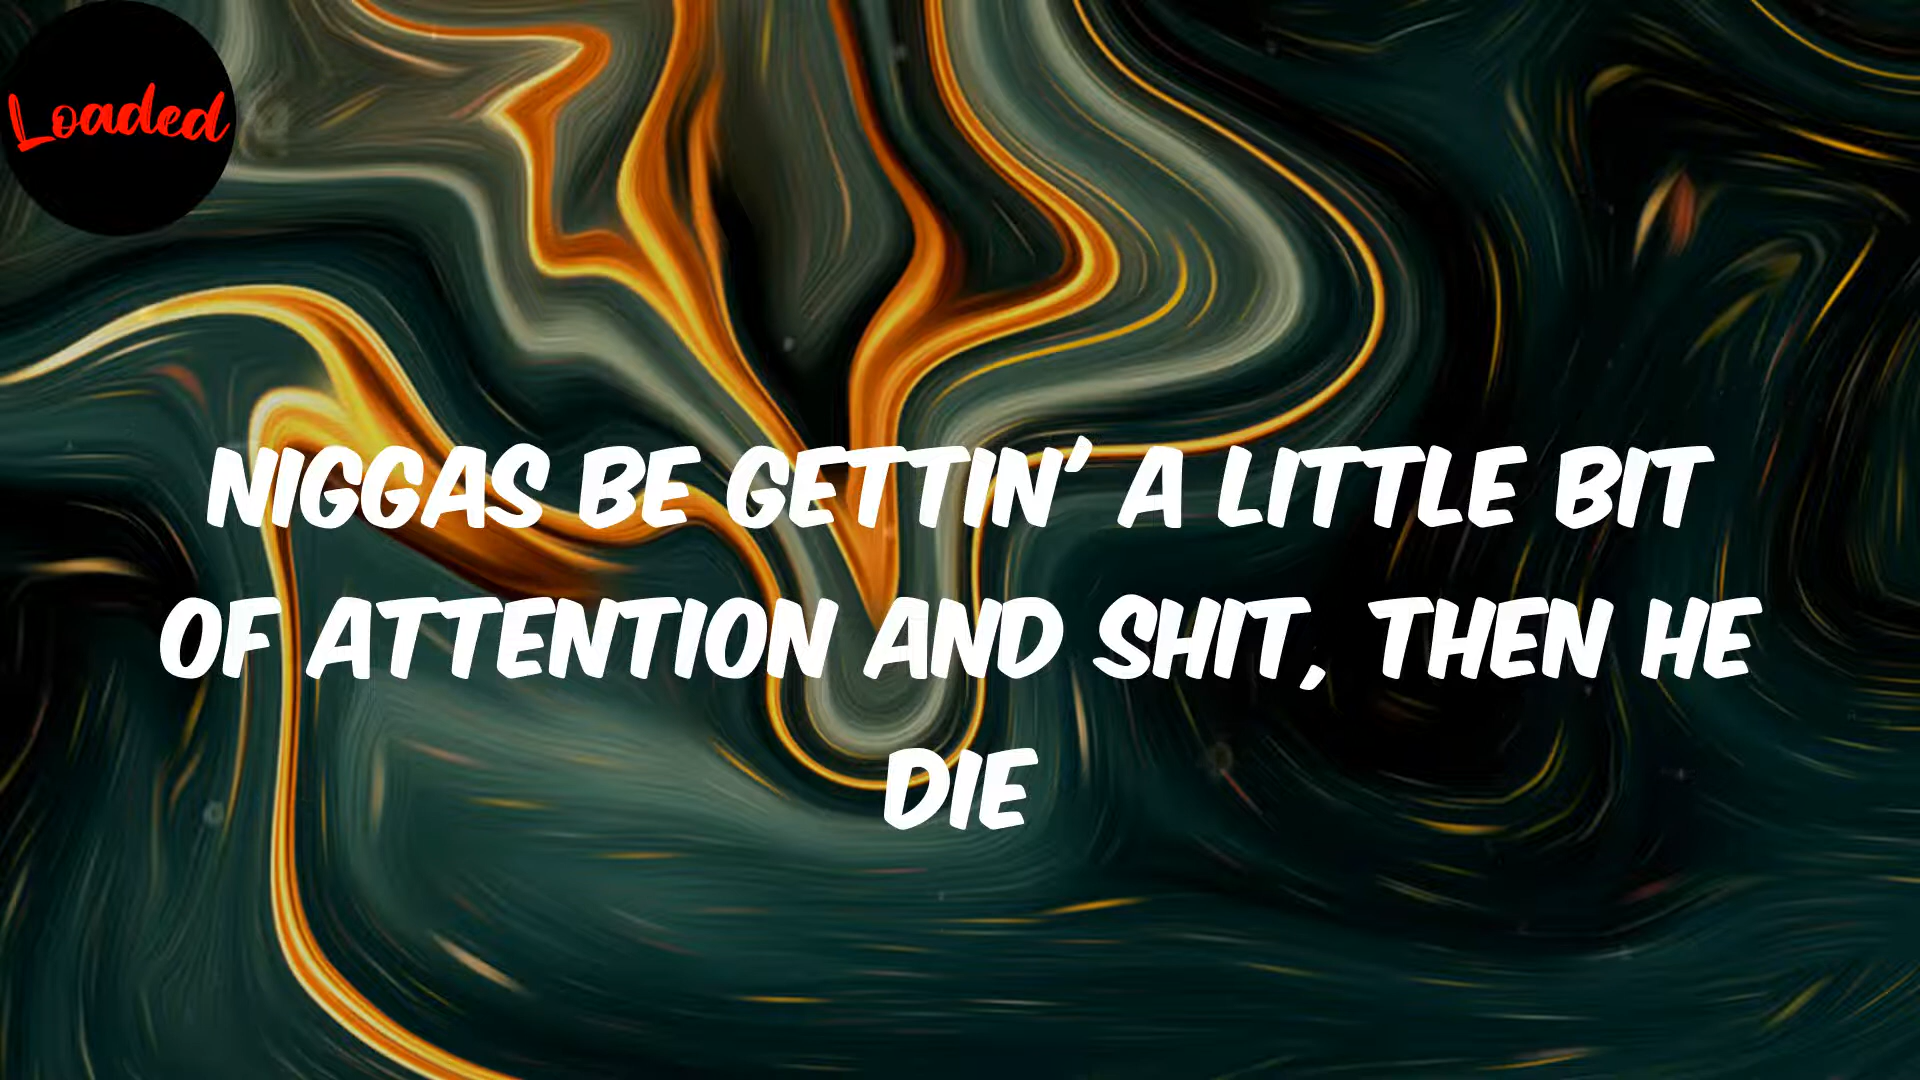 Loaded
NIGGAS BE GETTIN' A LITTLE BIT
OF ATTENTION AND SHIT, THEN HE
DIE